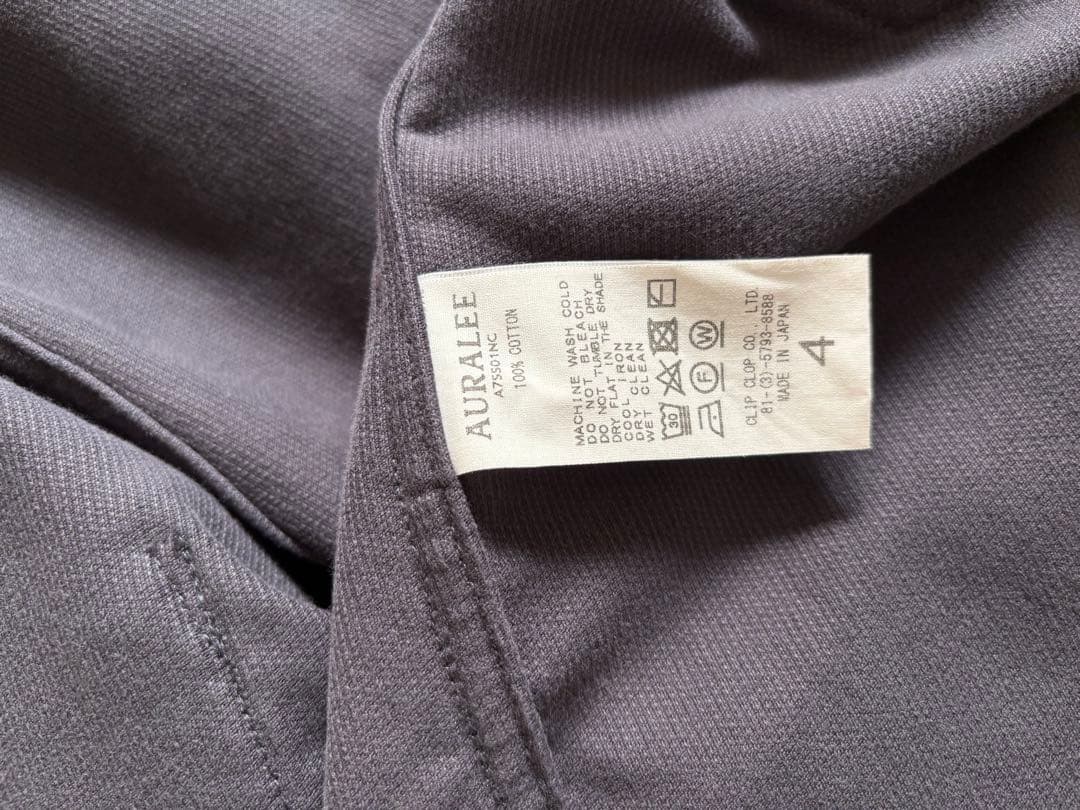 AURALEE
A7SS01NC
100% COTTON
MACHINE WASH COLD
DO NOT BLEACH
DO NOT TUMBLE DRY
DRY FLAT IN THE SHADE
COOL IRON
DRY CLEAN
WET CLEAN
30
F W
CLIP CLOP CO., LTD.
81-(3)-5793-8588
MADE IN JAPAN
4